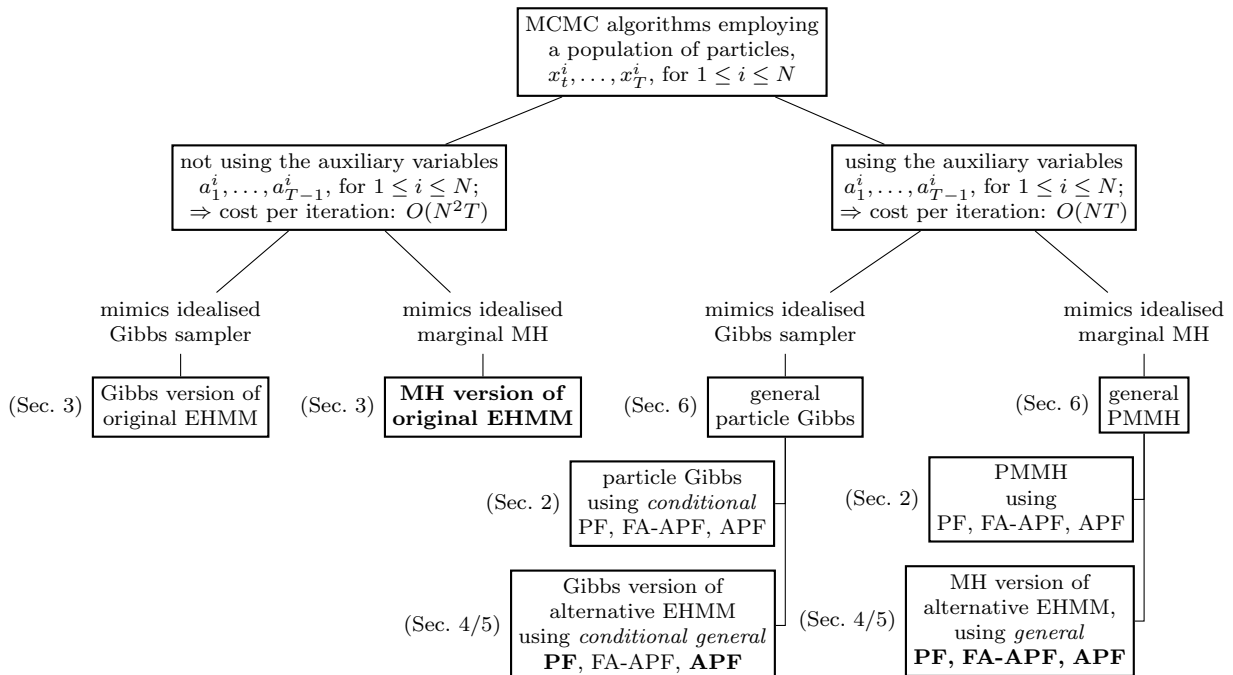 MCMC algorithms employing
a population of particles,
x_t^i, . . . , x_T^i, for 1 ≤ i ≤ N
not using the auxiliary variables
a_1^i, . . . , a_{T−1}^i, for 1 ≤ i ≤ N;
⇒ cost per iteration: O(N²T)
using the auxiliary variables
a_1^i, . . . , a_{T−1}^i, for 1 ≤ i ≤ N;
⇒ cost per iteration: O(NT)
mimics idealised
Gibbs sampler
mimics idealised
marginal MH
mimics idealised
Gibbs sampler
mimics idealised
marginal MH
(Sec. 3)
Gibbs version of
original EHMM
(Sec. 3)
MH version of
original EHMM
(Sec. 6)
general
particle Gibbs
(Sec. 6)
general
PMMH
(Sec. 2)
particle Gibbs
using conditional
PF, FA-APF, APF
(Sec. 2)
PMMH
using
PF, FA-APF, APF
(Sec. 4/5)
Gibbs version of
alternative EHMM
using conditional general
PF, FA-APF, APF
(Sec. 4/5)
MH version of
alternative EHMM,
using general
PF, FA-APF, APF